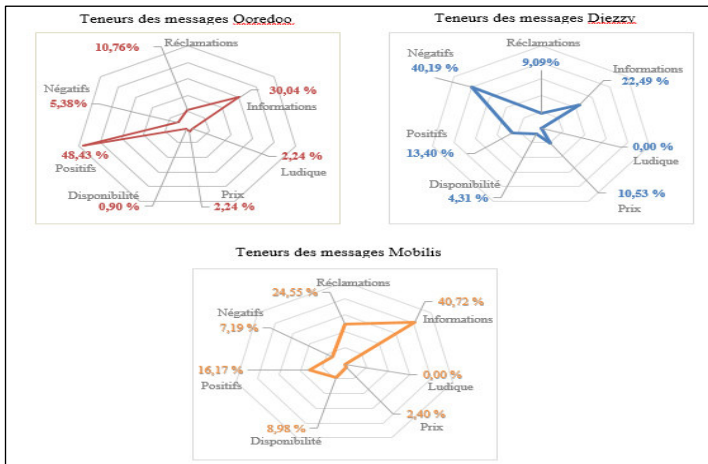 Teneurs des messages Ooredoo
Réclamations
10,76%
30,04 %
Informations
2,24 %
Ludique
Prix
2,24 %
Disponibilité
0,90 %
48,43 %
Positifs
Négatifs
5,38%
Teneurs des messages Djezzy
Réclamations
9,09%
Informations
22,49 %
0,00 %
Ludique
10,53 %
Prix
Disponibilité
4,31 %
Positifs
13,40 %
Négatifs
40,19 %
Teneurs des messages Mobilis
Réclamations
24,55 %
40,72 %
Informations
0,00 %
Ludique
2,40 %
Prix
8,98 %
Disponibilité
16,17 %
Positifs
Négatifs
7,19 %